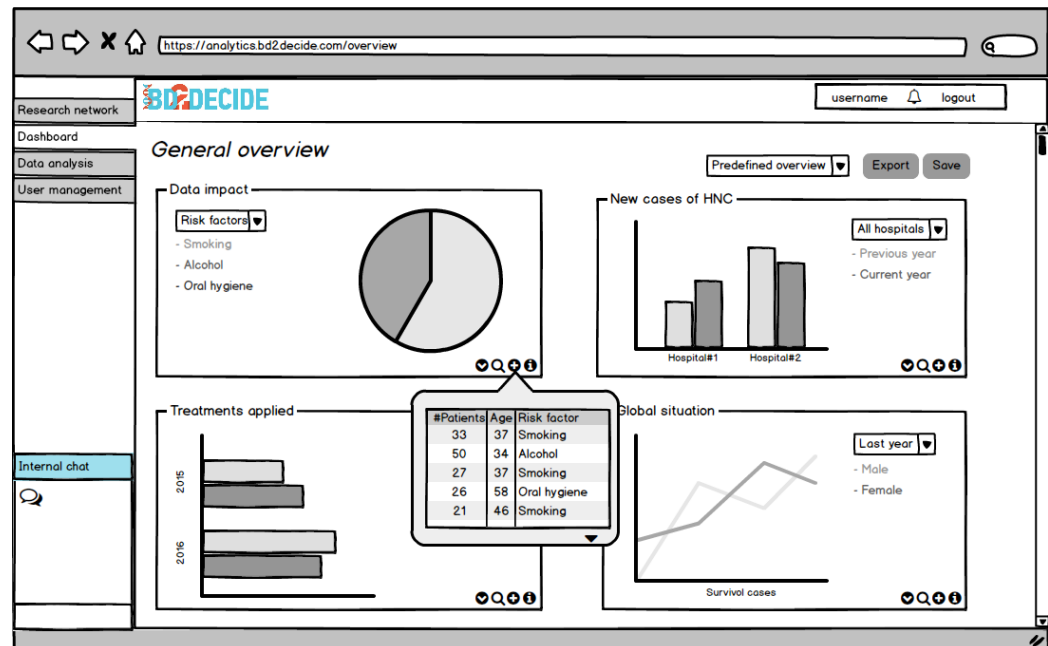 https://analytics.bd2decide.com/overview
Research network
Dashboard
Data analysis
User management
BD2DECIDE
username logout
General overview
Predefined overview Export Save
Data impact
Risk factors
- Smoking
- Alcohol
- Oral hygiene
New cases of HNC
All hospitals
- Previous year
- Current year
Hospital#1 Hospital#2
Treatments applied
2015
2016
#Patients Age Risk factor
33 37 Smoking
50 34 Alcohol
27 37 Smoking
26 58 Oral hygiene
21 46 Smoking
Global situation
Last year
- Male
- Female
Survivol cases
Internal chat